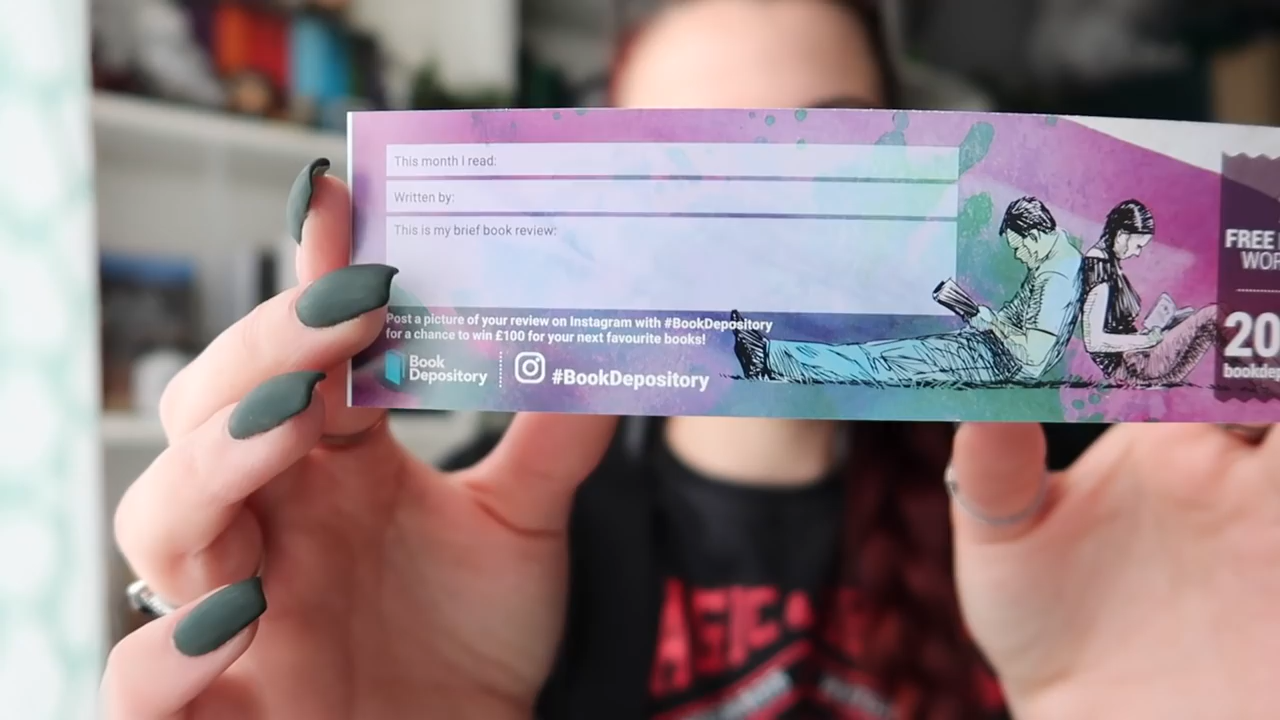 This month I read:
Written by:
This is my brief book review:
Post a picture of your review on Instagram with #BookDepository
for a chance to win £100 for your next favourite books!
Book
Depository
#BookDepository
FREE
20